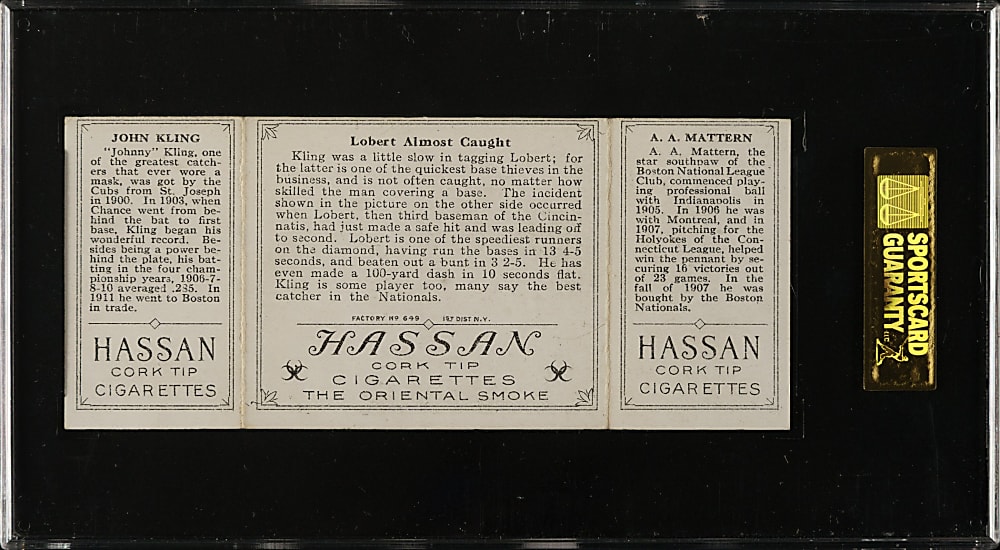 JOHN KLING
"Johnny" Kling, one
of the greatest catch-
ers that ever wore a
mask, was got by the
Cubs from St. Joseph
in 1900. In 1903, when
Chance went from be-
hind the bat to first
base, Kling began his
wonderful record. Be-
sides being a power be-
hind the plate, his bat-
ting in the four cham-
pionship years, 1906-7-
8-10 averaged .235. In
1911 he went to Boston
in trade.
HASSAN
CORK TIP
CIGARETTES
Lobert Almost Caught
Kling was a little slow in tagging Lobert; for
the latter is one of the quickest base thieves in the
business, and is not often caught, no matter how
skilled the man covering a base. The incident
shown in the picture on the other side occurred
when Lobert, then third baseman of the Cincin-
natis, had just made a safe hit and was leading off
to second. Lobert is one of the speediest runners
on the diamond, having run the bases in 13 4-5
seconds, and beaten out a bunt in 3 2-5. He has
even made a 100-yard dash in 10 seconds flat.
Kling is some player too, many say the best
catcher in the Nationals.
FACTORY No 649 1ST DIST N.Y.
HASSAN
CORK TIP
CIGARETTES
THE ORIENTAL SMOKE
A. A. MATTERN
A. A. Mattern, the
star southpaw of the
Boston National League
Club, commenced play-
ing professional ball
with Indianapolis in
1905. In 1906 he was
with Montreal, and in
1907, pitching for the
Holyokes of the Con-
necticut League, helped
win the pennant by se-
curing 16 victories out
of 23 games. In the
fall of 1907 he was
bought by the Boston
Nationals.
HASSAN
CORK TIP
CIGARETTES
SPORTSCARD
GUARANTY LLC